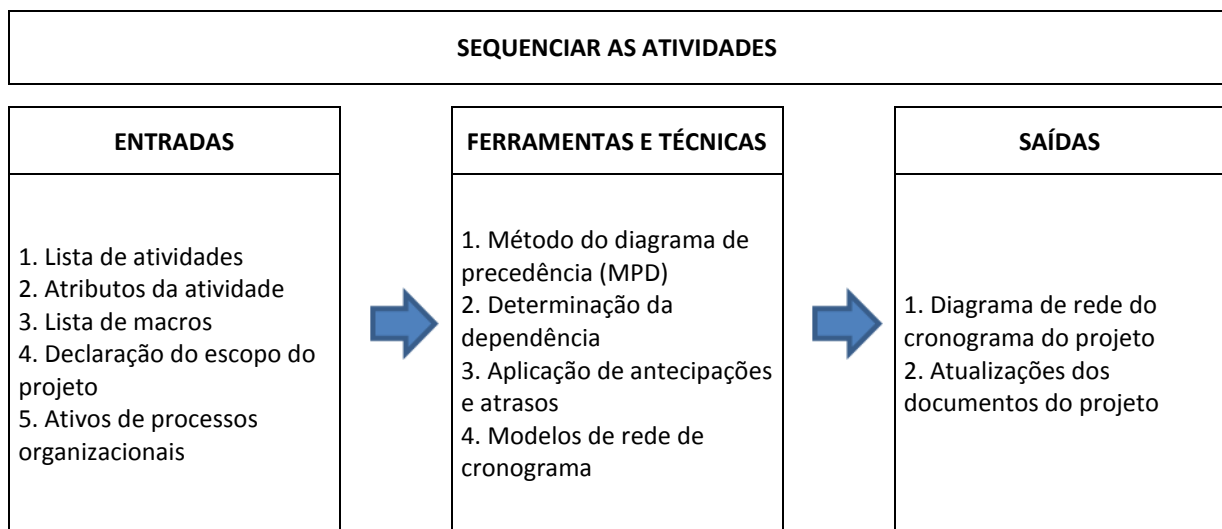 SEQUENCIAR AS ATIVIDADES
ENTRADAS
1. Lista de atividades
2. Atributos da atividade
3. Lista de macros
4. Declaração do escopo do
projeto
5. Ativos de processos
organizacionais
FERRAMENTAS E TÉCNICAS
1. Método do diagrama de
precedência (MPD)
2. Determinação da
dependência
3. Aplicação de antecipações
e atrasos
4. Modelos de rede de
cronograma
SAÍDAS
1. Diagrama de rede do
cronograma do projeto
2. Atualizações dos
documentos do projeto